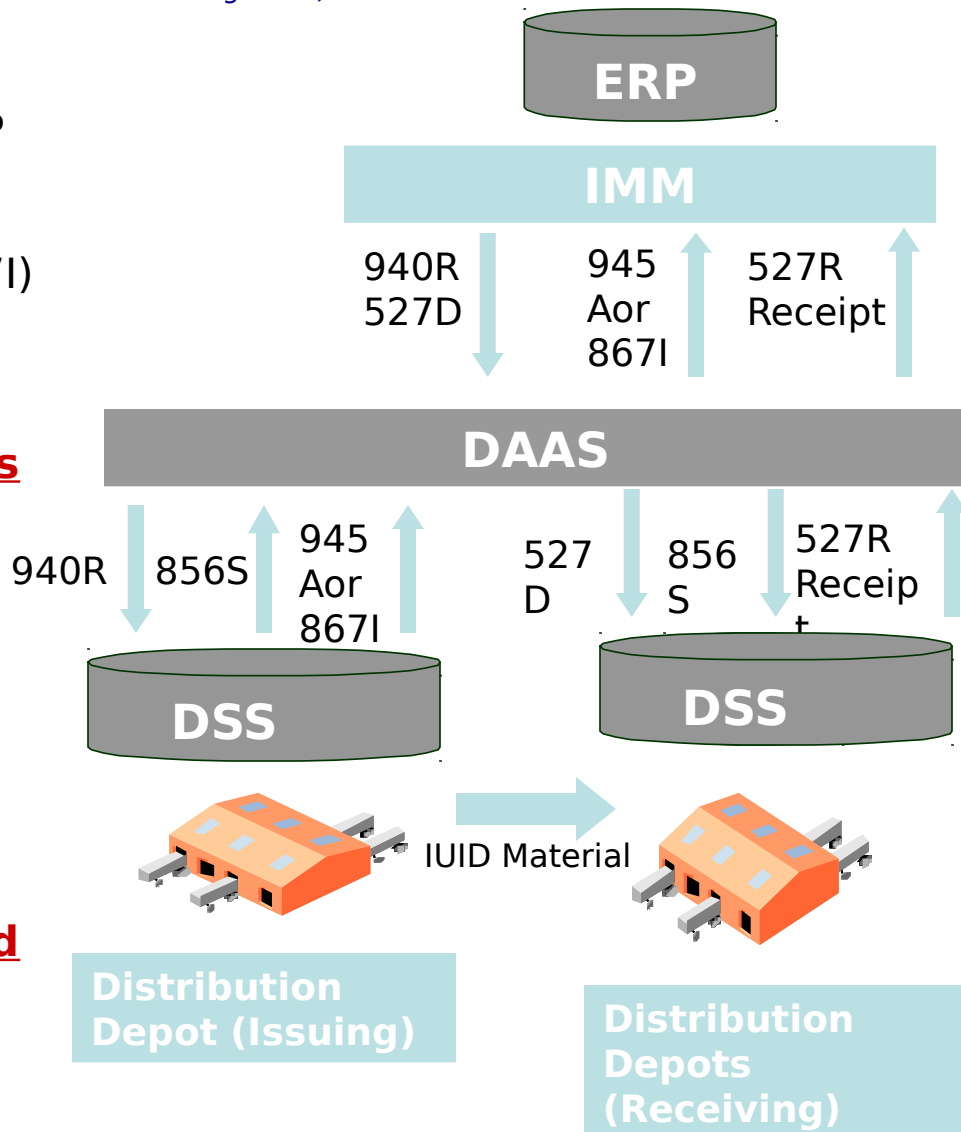 ERP
IMM
/I)
940R
527D
945
Aor
867I
527R
Receipt
DAAS
s
940R
856S
945
Aor
867I
527
D
856
S
527R
Receip
t
DSS
DSS
IUID Material
d
Distribution
Depot (Issuing)
Distribution
Depots
(Receiving)